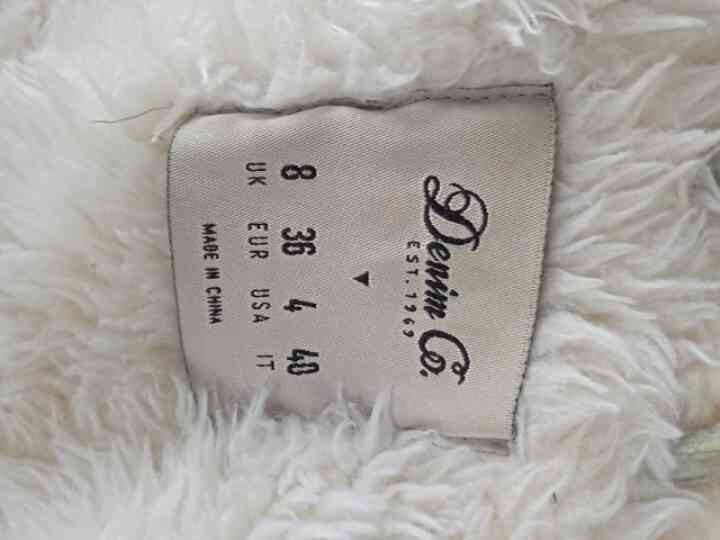 Denim Co.
EST. 1969
8 36 4 40
UK EUR USA IT
MADE IN CHINA